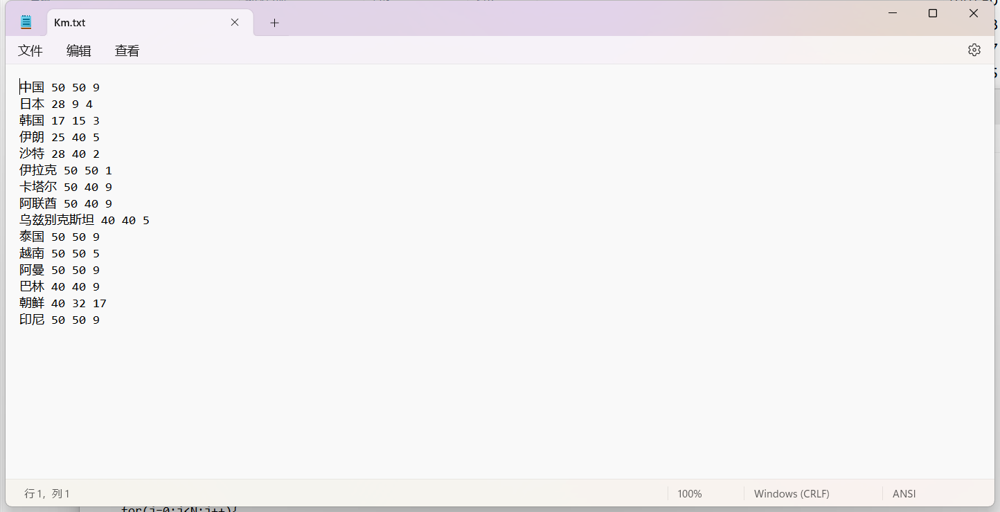 Km.txt
文件 编辑 查看
中国 50 50 9
日本 28 9 4
韩国 17 15 3
伊朗 25 40 5
沙特 28 40 2
伊拉克 50 50 1
卡塔尔 50 40 9
阿联酋 50 40 9
乌兹别克斯坦 40 40 5
泰国 50 50 9
越南 50 50 5
阿曼 50 50 9
巴林 40 40 9
朝鲜 40 32 17
印尼 50 50 9
行 1, 列 1 100% Windows (CRLF) ANSI